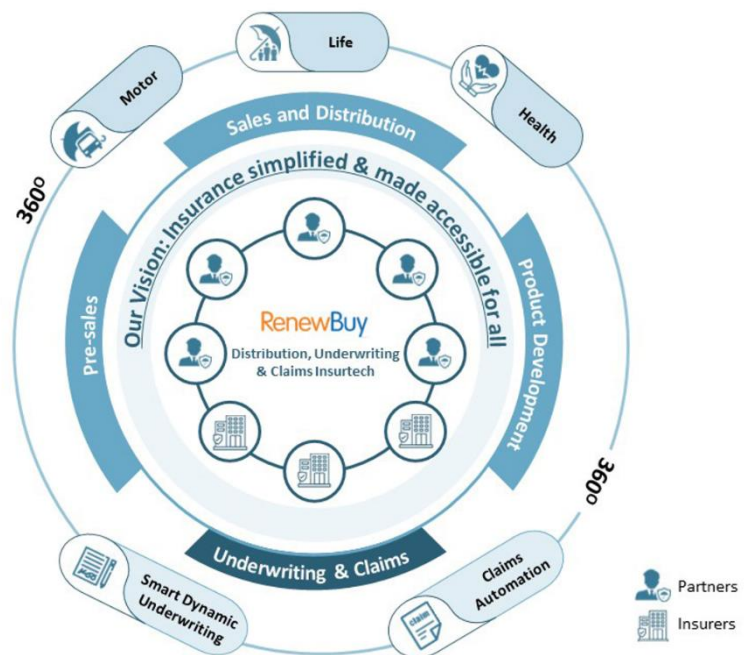 Life
Motor
Health
Sales and Distribution
360⁰
Our Vision: Insurance simplified & made accessible for all
Pre-sales
Product Development
RenewBuy
Distribution, Underwriting
& Claims Insurtech
360⁰
Underwriting & Claims
Smart Dynamic
Underwriting
Claims
Automation
claim
Partners
Insurers